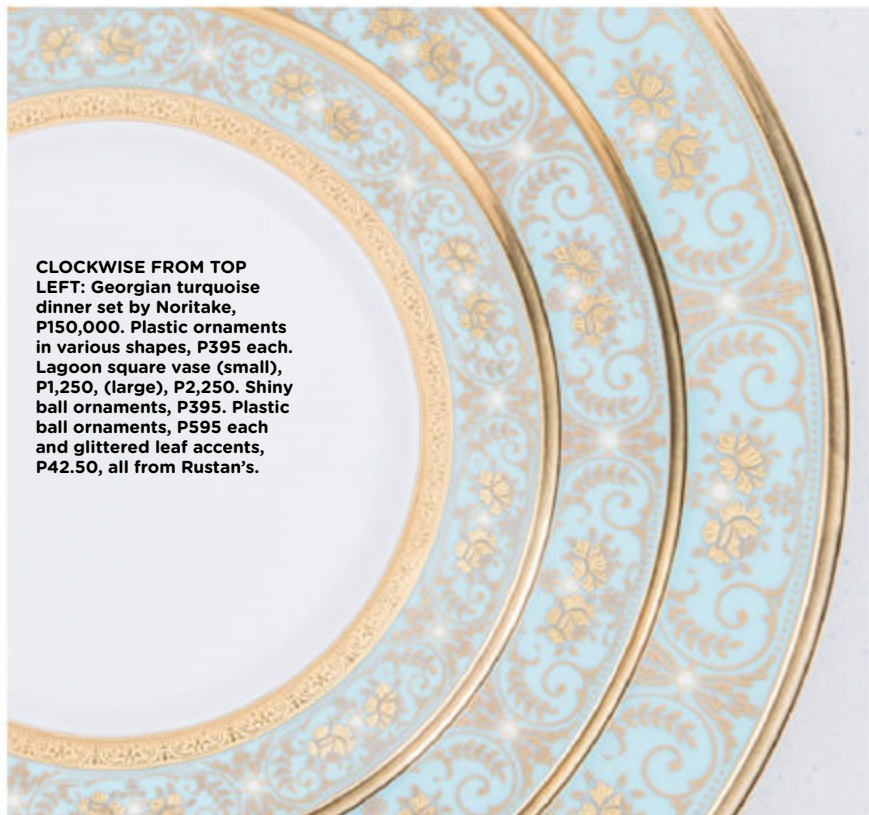 CLOCKWISE FROM TOP
LEFT: Georgian turquoise
dinner set by Noritake,
P150,000. Plastic ornaments
in various shapes, P395 each.
Lagoon square vase (small),
P1,250, (large), P2,250. Shiny
ball ornaments, P395. Plastic
ball ornaments, P595 each
and glittered leaf accents,
P42.50, all from Rustan’s.